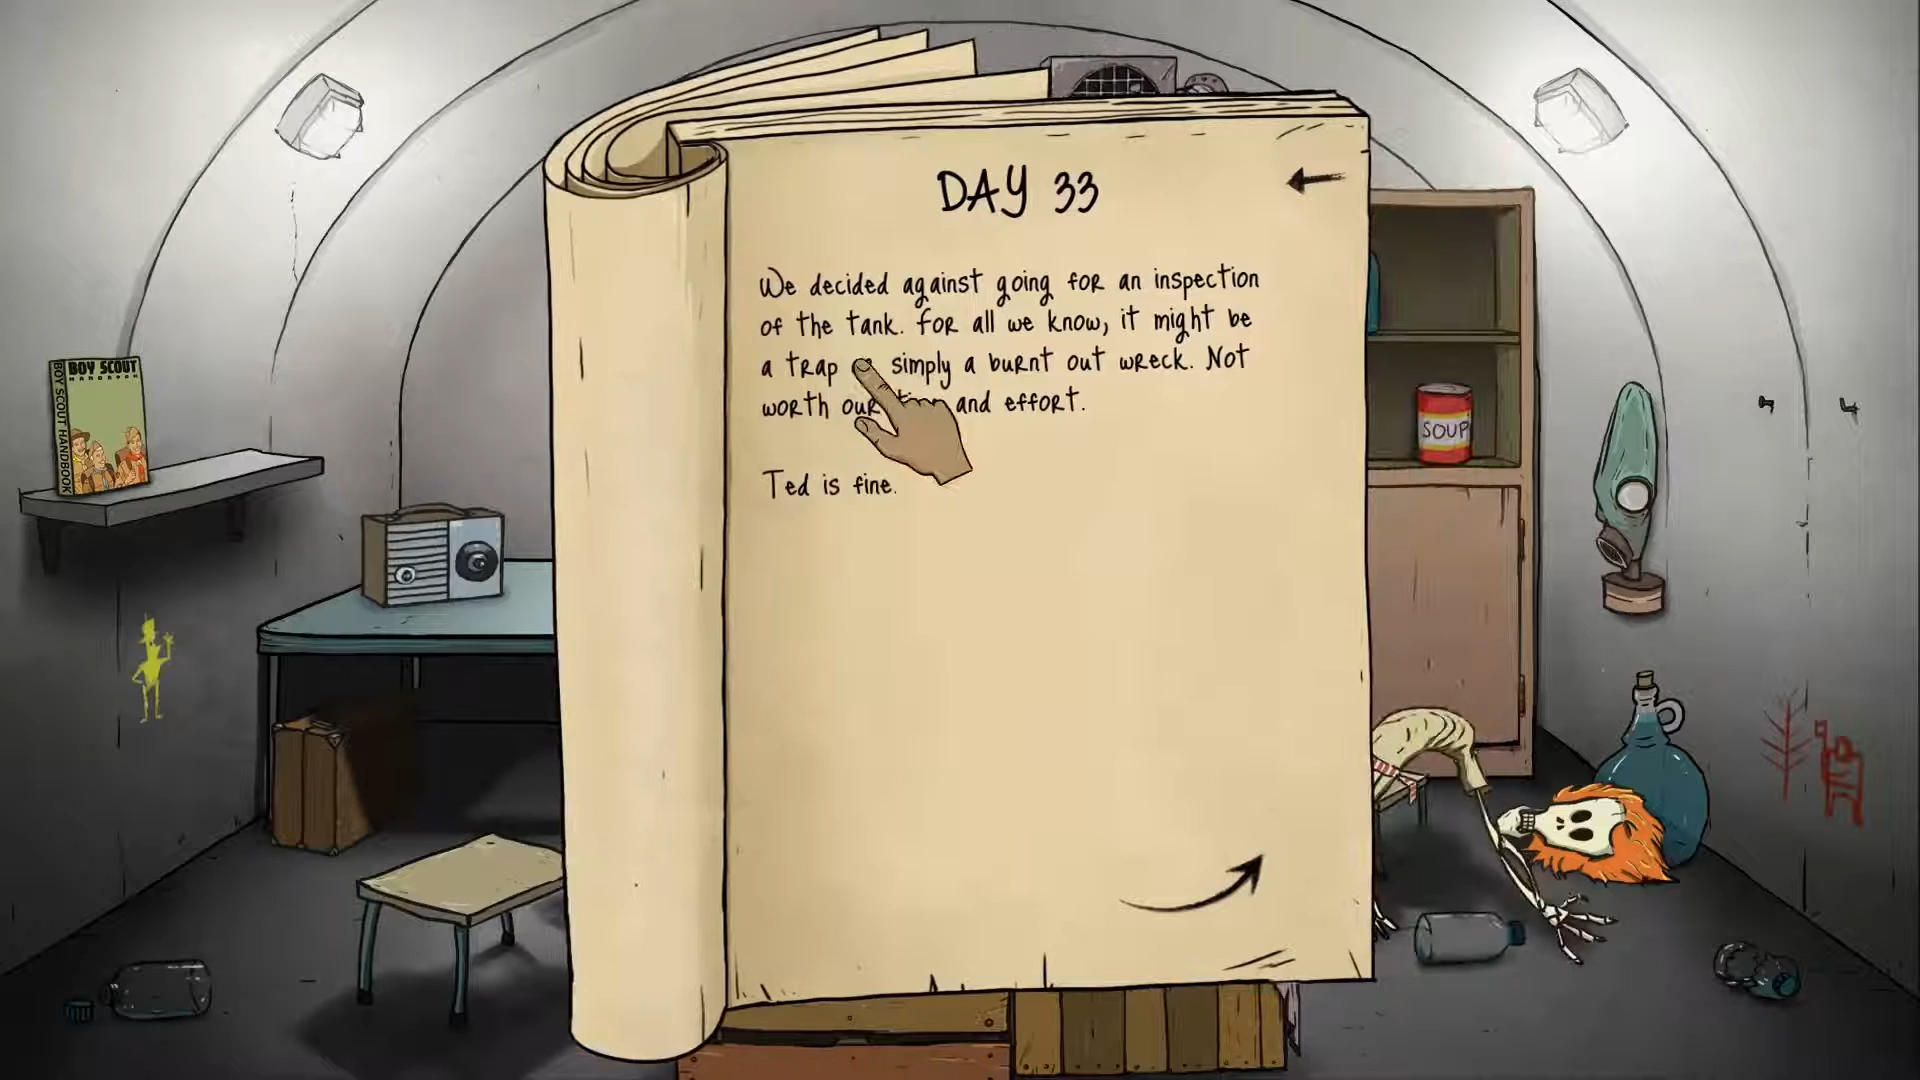 DAY 33
We decided against going for an inspection
of the tank. For all we know, it might be
a trap simply a burnt out wreck. Not
worth our and effort.
Ted is fine.
BOY SCOUT
HANDBOOK
BOY SCOUT HANDBOOK
SOUP